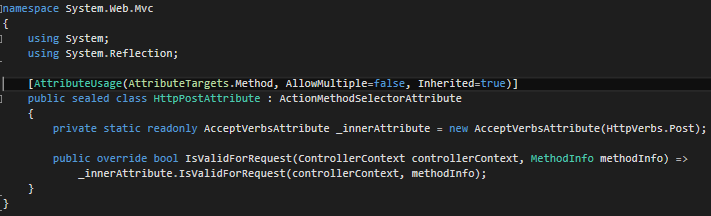 namespace System.Web.Mvc
{
    using System;
    using System.Reflection;
    [AttributeUsage(AttributeTargets.Method, AllowMultiple=false, Inherited=true)]
    public sealed class HttpPostAttribute : ActionMethodSelectorAttribute
    {
        private static readonly AcceptVerbsAttribute _innerAttribute = new AcceptVerbsAttribute(HttpVerbs.Post);
        public override bool IsValidForRequest(ControllerContext controllerContext, MethodInfo methodInfo) =>
            _innerAttribute.IsValidForRequest(controllerContext, methodInfo);
    }
}